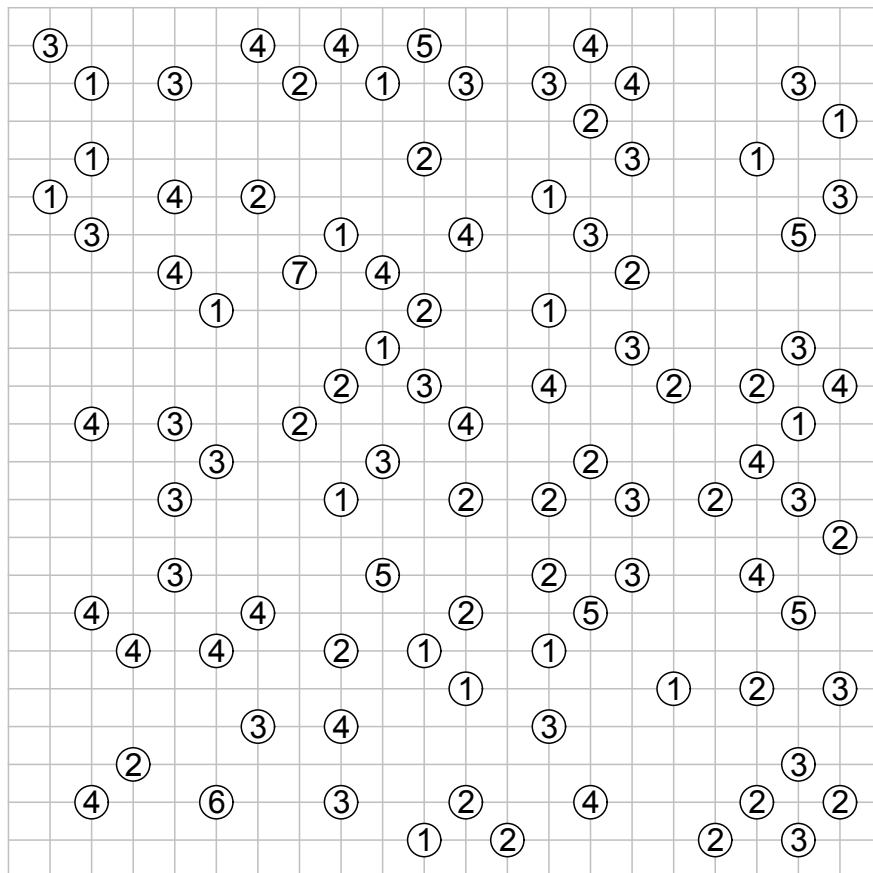 3 4 4 5 4
1 3 2 1 3 3 4 3
2 1
1 2 3 1
1 4 2 1 3
3 1 4 3 5
4 7 4 2
1 2 1
1 3 3
2 3 4 2 2 4
4 3 2 4 1
3 3 2 4
3 1 2 2 3 2 3
2
3 5 2 3 4
4 4 2 5 5
4 4 2 1 1
1 1 2 3
3 4 3
2 3
4 6 3 2 4 2 2
1 2 2 3